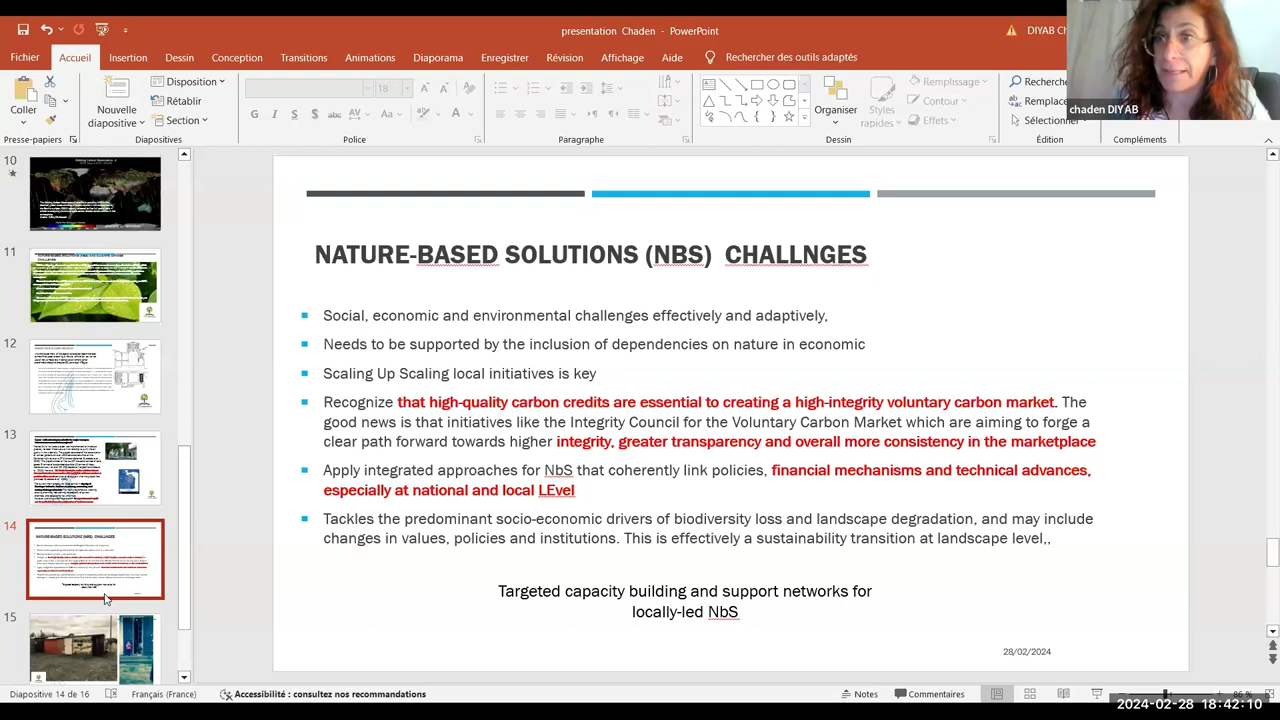 presentation Chaden - PowerPoint
DIYAB Ch
Fichier Accueil Insertion Dessin Conception Transitions Animations Diaporama Enregistrer Révision Affichage Aide Rechercher des outils adaptés
chaden DIYAB
Coller
Nouvelle
diapositive
Disposition
Rétablir
Section
18
G I S S ab AV Aa A
Organiser
Styles
rapides
Remplissage
Contour
Effets
Recherche
Remplace
Sélectionner
Presse-papiers Diapositives Police Paragraphe Dessin Édition Compléments
10
11
12
13
14
15
NATURE-BASED SOLUTIONS (NBS) CHALLNGES
Social, economic and environmental challenges effectively and adaptively,
Needs to be supported by the inclusion of dependencies on nature in economic
Scaling Up Scaling local initiatives is key
Recognize that high-quality carbon credits are essential to creating a high-integrity voluntary carbon market. The
good news is that initiatives like the Integrity Council for the Voluntary Carbon Market which are aiming to forge a
clear path forward towards higher integrity, greater transparency and overall more consistency in the marketplace
Apply integrated approaches for NbS that coherently link policies, financial mechanisms and technical advances,
especially at national and local LEvel
Tackles the predominant socio-economic drivers of biodiversity loss and landscape degradation, and may include
changes in values, policies and institutions. This is effectively a sustainability transition at landscape level.,
Targeted capacity building and support networks for
locally-led NbS
28/02/2024
Diapositive 14 de 16 Français (France) Accessibilité : consultez nos recommandations Notes Commentaires 86 %
2024-02-28 18:42:10